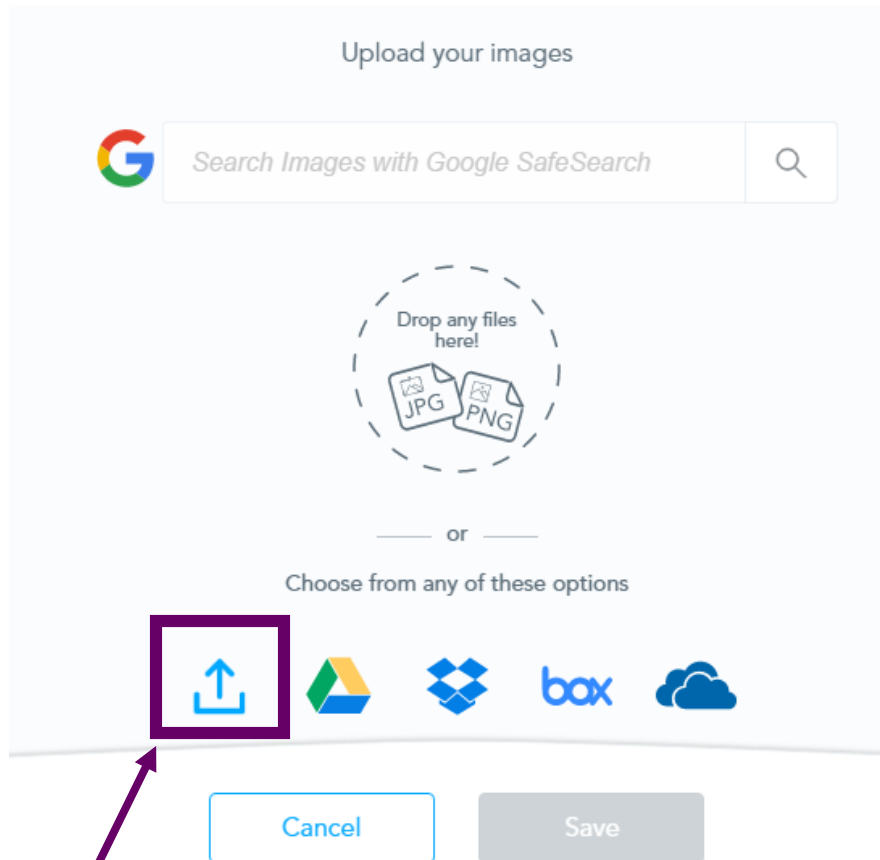 Upload your images
Search Images with Google SafeSearch
Drop any files
here!
JPG
PNG
or
Choose from any of these options
box
Cancel
Save